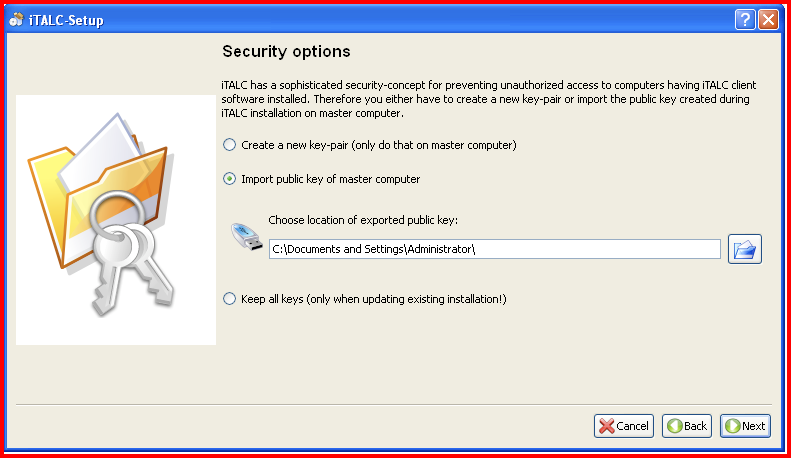 iTALC-Setup
Security options
iTALC has a sophisticated security-concept for preventing unauthorized access to computers having iTALC client
software installed. Therefore you either have to create a new key-pair or import the public key created during
iTALC installation on master computer.
Create a new key-pair (only do that on master computer)
Import public key of master computer
Choose location of exported public key:
C:\Documents and Settings\Administrator\
Keep all keys (only when updating existing installation!)
Cancel Back Next